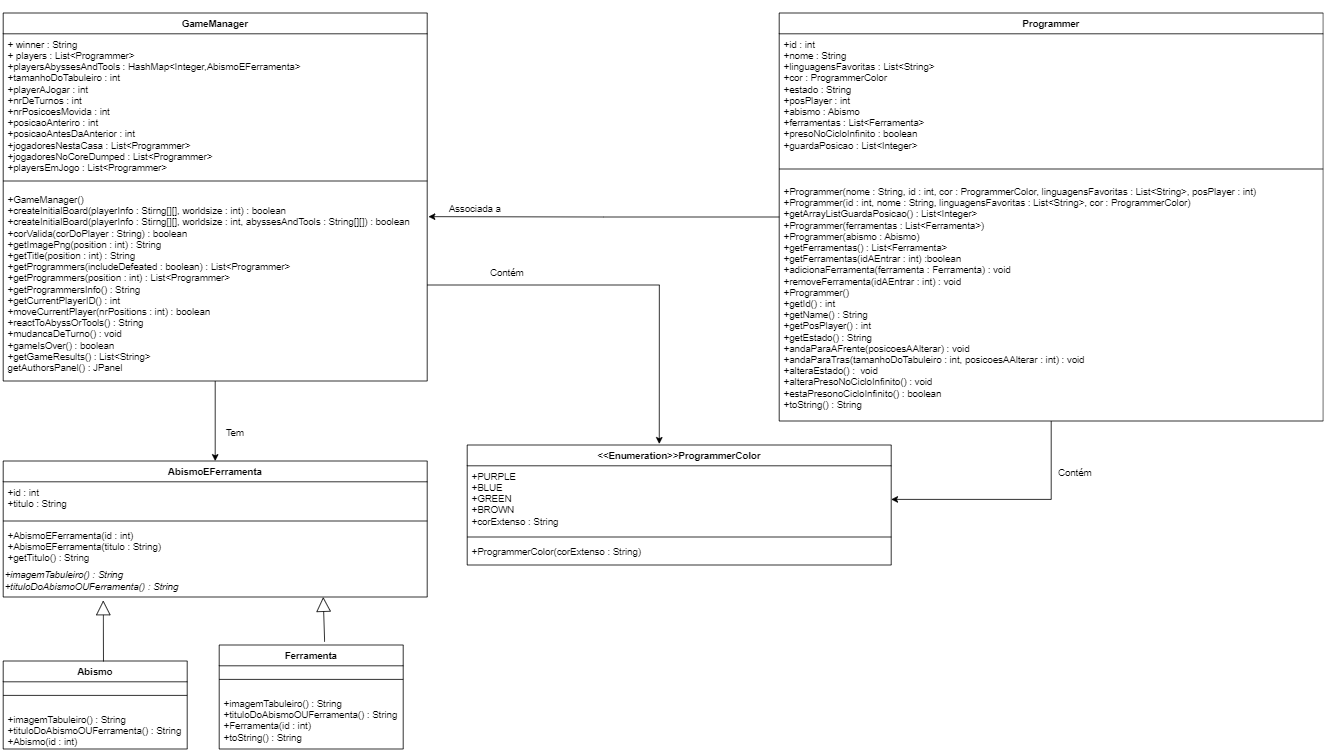 GameManager
+ winner : String
+ players : List<Programmer>
+playersAbyssesAndTools : HashMap<Integer,AbismoEFerramenta>
+tamanhoDoTabuleiro : int
+playerAJogar : int
+nrDeTurnos : int
+nrPosicoesMovida : int
+posicaoAnteriro : int
+posicaoAntesDaAnterior : int
+jogadoresNestaCasa : List<Programmer>
+jogadoresNoCoreDumped : List<Programmer>
+playersEmJogo : List<Programmer>
+GameManager()
+createInitialBoard(playerInfo : Stirng[][], worldsize : int) : boolean
+createInitialBoard(playerInfo : Stirng[][], worldsize : int, abyssesAndTools : String[][]) : boolean
+corValida(corDoPlayer : String) : boolean
+getImagePng(position : int) : String
+getTitle(position : int) : String
+getProgrammers(includeDefeated : boolean) : List<Programmer>
+getProgrammers(position : int) : List<Programmer>
+getProgrammersInfo() : String
+getCurrentPlayerID() : int
+moveCurrentPlayer(nrPositions : int) : boolean
+reactToAbyssOrTools() : String
+mudancaDeTurno() : void
+gameIsOver() : boolean
+getGameResults() : List<String>
getAuthorsPanel() : JPanel
Programmer
+id : int
+nome : String
+linguagensFavoritas : List<String>
+cor : ProgrammerColor
+estado : String
+posPlayer : int
+abismo : Abismo
+ferramentas : List<Ferramenta>
+presoNoCicloInfinito : boolean
+guardaPosicao : List<Integer>
+Programmer(nome : String, id : int, cor : ProgrammerColor, linguagensFavoritas : List<String>, posPlayer : int)
+Programmer(id : int, nome : String, linguagensFavoritas : List<String>, cor : ProgrammerColor)
+getArrayListGuardaPosicao() : List<Integer>
+Programmer(ferramentas : List<Ferramenta>)
+Programmer(abismo : Abismo)
+getFerramentas() : List<Ferramenta>
+getFerramentas(idAEntrar : int) :boolean
+adicionaFerramenta(ferramenta : Ferramenta) : void
+removeFerramenta(idAEntrar : int) : void
+Programmer()
+getId() : int
+getName() : String
+getPosPlayer() : int
+getEstado() : String
+andaParaAFrente(posicoesAAlterar) : void
+andaParaTras(tamanhoDoTabuleiro : int, posicoesAAlterar : int) : void
+alteraEstado() :  void
+alteraPresoNoCicloInfinito() : void
+estaPresonoCicloInfinito() : boolean
+toString() : String
Associada a
Contém
Tem
Contém
AbismoEFerramenta
+id : int
+titulo : String
+AbismoEFerramenta(id : int)
+AbismoEFerramenta(titulo : String)
+getTitulo() : String
+imagemTabuleiro() : String
+tituloDoAbismoOUFerramenta() : String
<<Enumeration>>ProgrammerColor
+PURPLE
+BLUE
+GREEN
+BROWN
+corExtenso : String
+ProgrammerColor(corExtenso : String)
Abismo
+imagemTabuleiro() : String
+tituloDoAbismoOUFerramenta() : String
+Abismo(id : int)
Ferramenta
+imagemTabuleiro() : String
+tituloDoAbismoOUFerramenta() : String
+Ferramenta(id : int)
+toString() : String